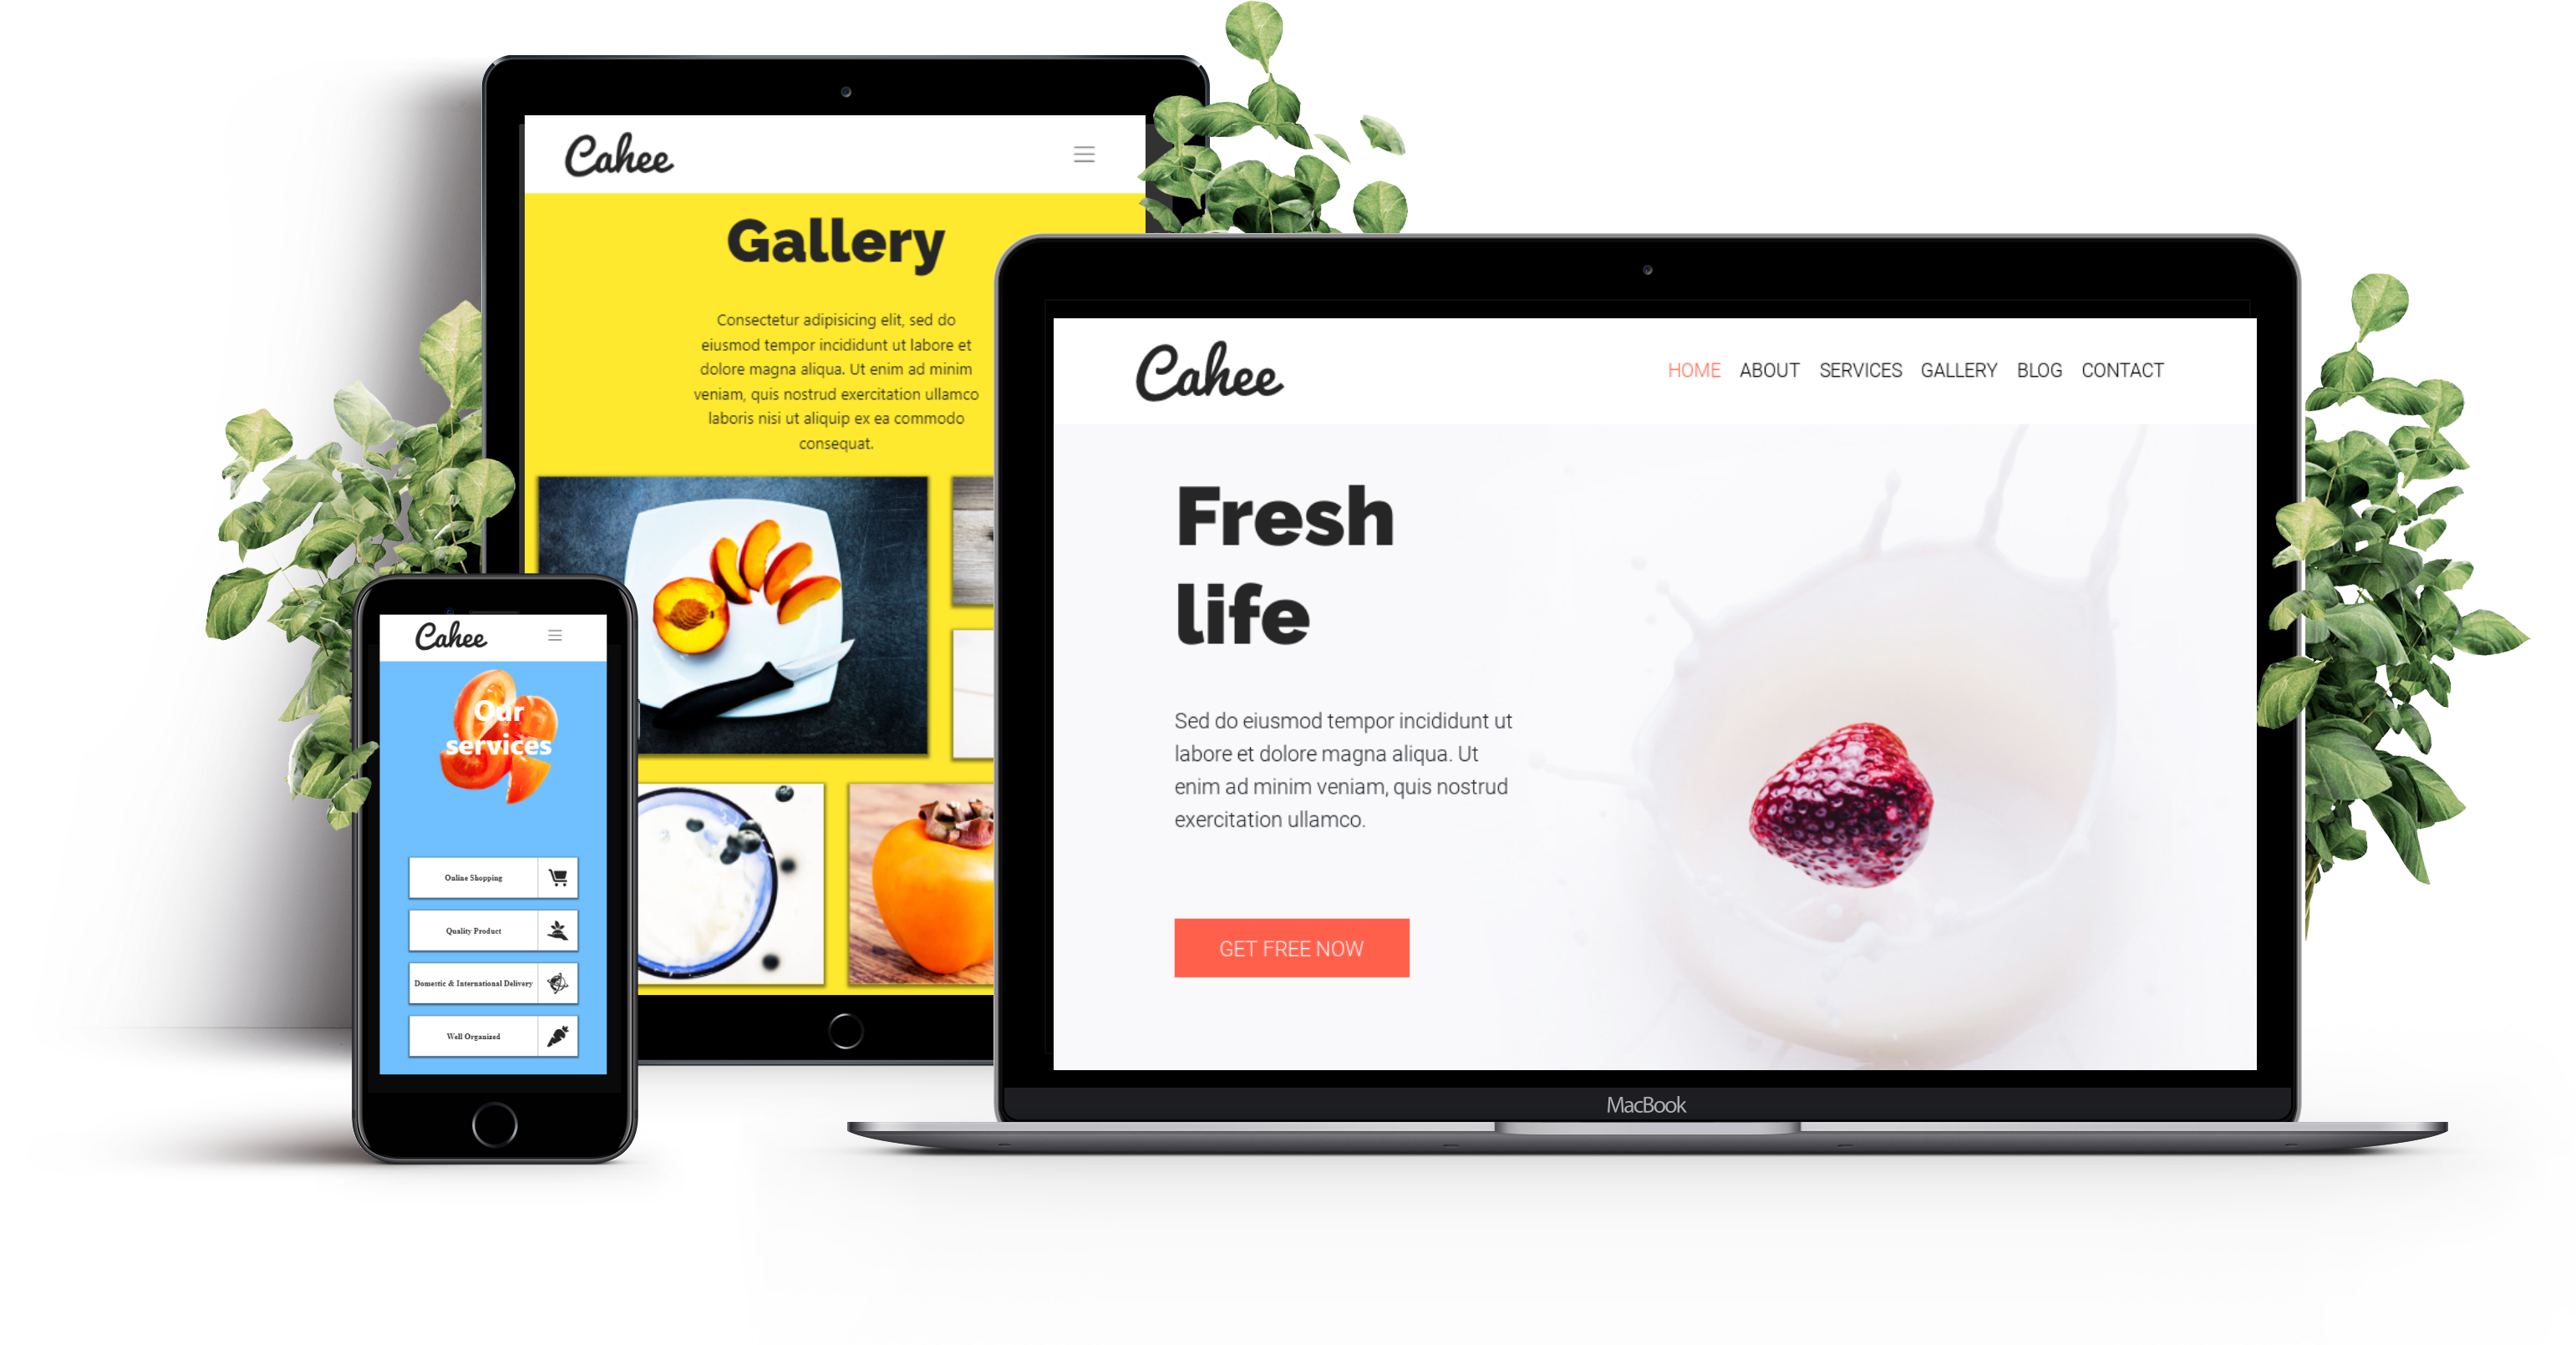 Cahee
Gallery
Consectetur adipisicing elit, sed do
eiusmod tempor incididunt ut labore et
dolore magna aliqua. Ut enim ad minim
veniam, quis nostrud exercitation ullamco
laboris nisi ut aliquip ex ea commodo
consequat.
Cahee
HOME ABOUT SERVICES GALLERY BLOG CONTACT
Fresh
life
Sed do eiusmod tempor incididunt ut
labore et dolore magna aliqua. Ut
enim ad minim veniam, quis nostrud
exercitation ullamco.
GET FREE NOW
MacBook
Cahee
Our
services
Online Shopping
Quality Product
Domestic & International Delivery
Well Organized